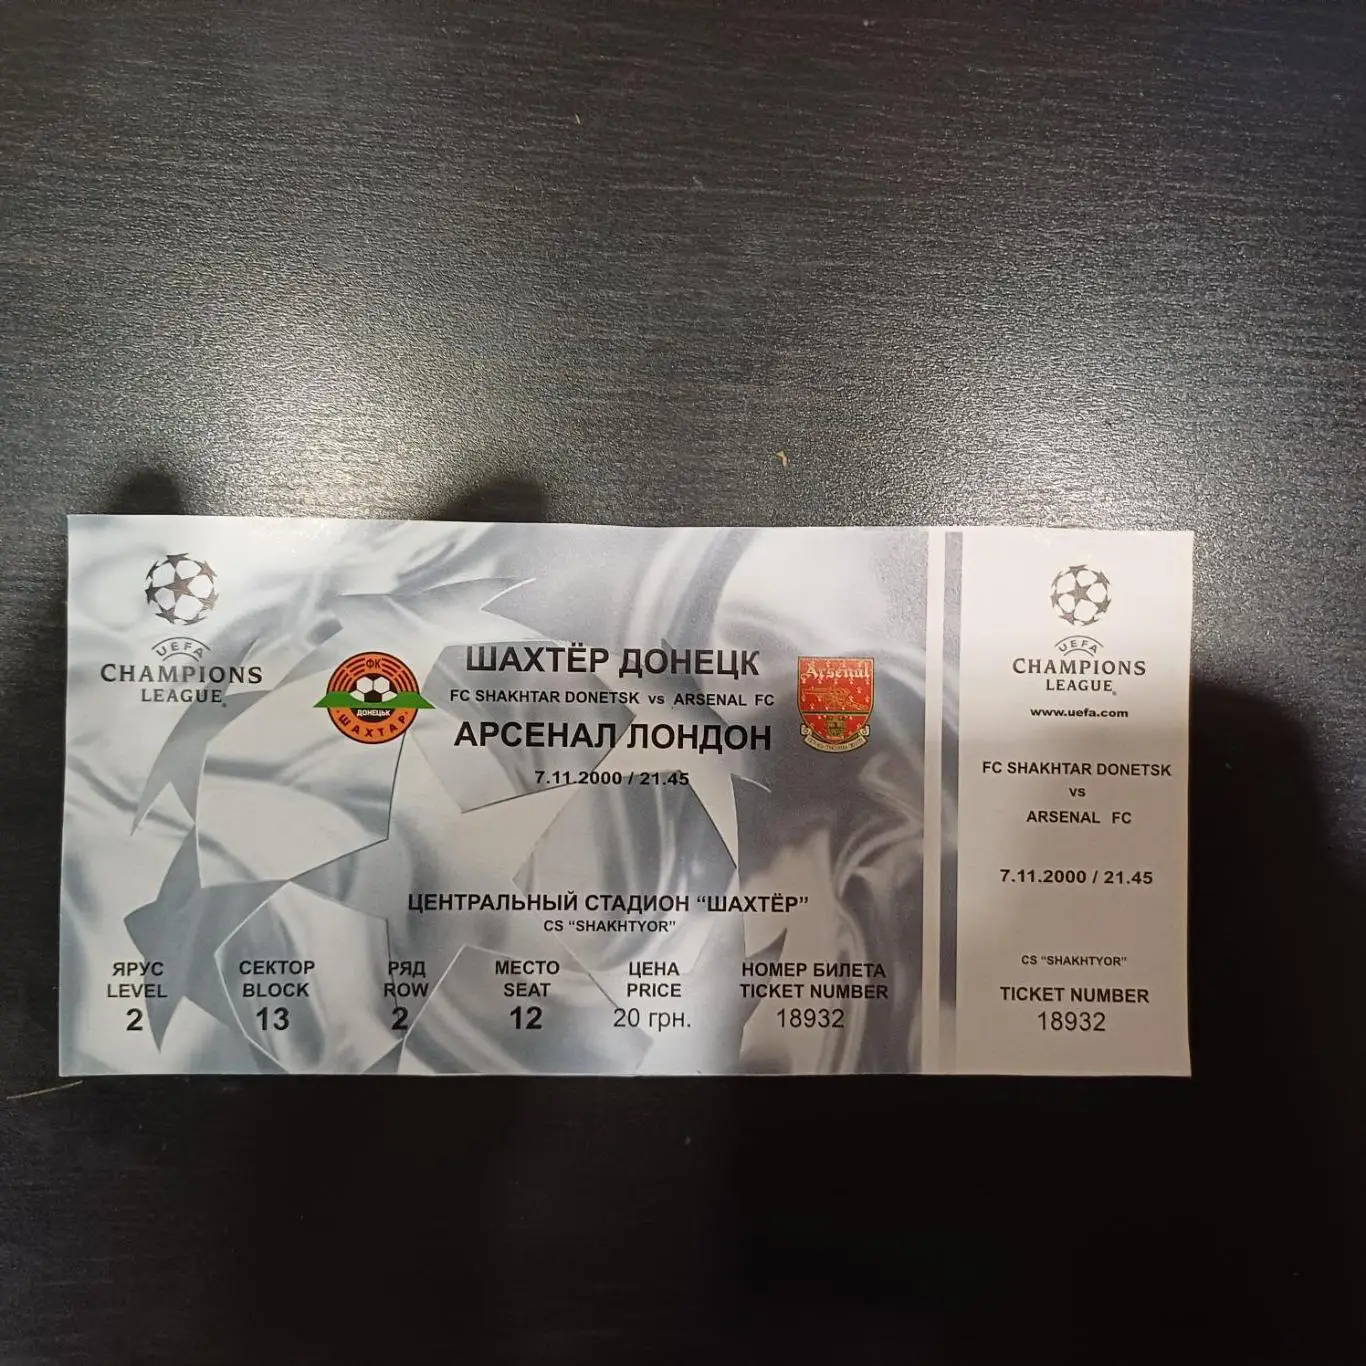 UEFA
CHAMPIONS
LEAGUE®
ФК
ДОНЕЦЬК
ШАХТАР
ШАХТЁР ДОНЕЦК
FC SHAKHTAR DONETSK vs ARSENAL FC
АРСЕНАЛ ЛОНДОН
7.11.2000 / 21.45
Arsenal
ЦЕНТРАЛЬНЫЙ СТАДИОН “ШАХТЁР”
CS “SHAKHTYOR”
ЯРУС СЕКТОР РЯД МЕСТО ЦЕНА НОМЕР БИЛЕТА
LEVEL BLOCK ROW SEAT PRICE TICKET NUMBER
2 13 2 12 20 грн. 18932
UEFA
CHAMPIONS
LEAGUE®
www.uefa.com
FC SHAKHTAR DONETSK
vs
ARSENAL FC
7.11.2000 / 21.45
CS “SHAKHTYOR”
TICKET NUMBER
18932